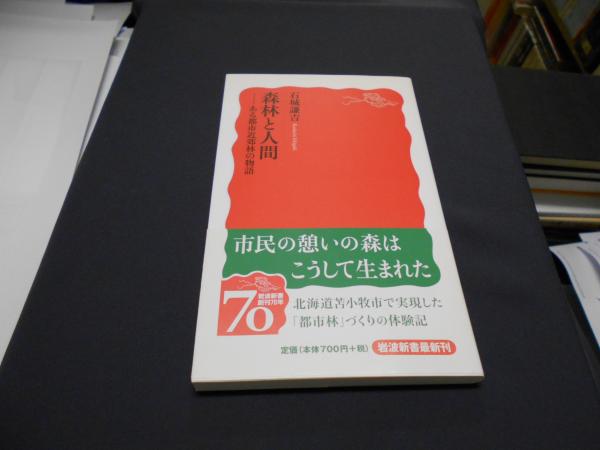 石城謙吉
森林と人間
──ある都市近郊林の物語
市民の憩いの森は
こうして生まれた
岩波新書
創刊70年
70
北海道苫小牧市で実現した
「都市林」づくりの体験記
定価(本体700円+税)
岩波新書最新刊